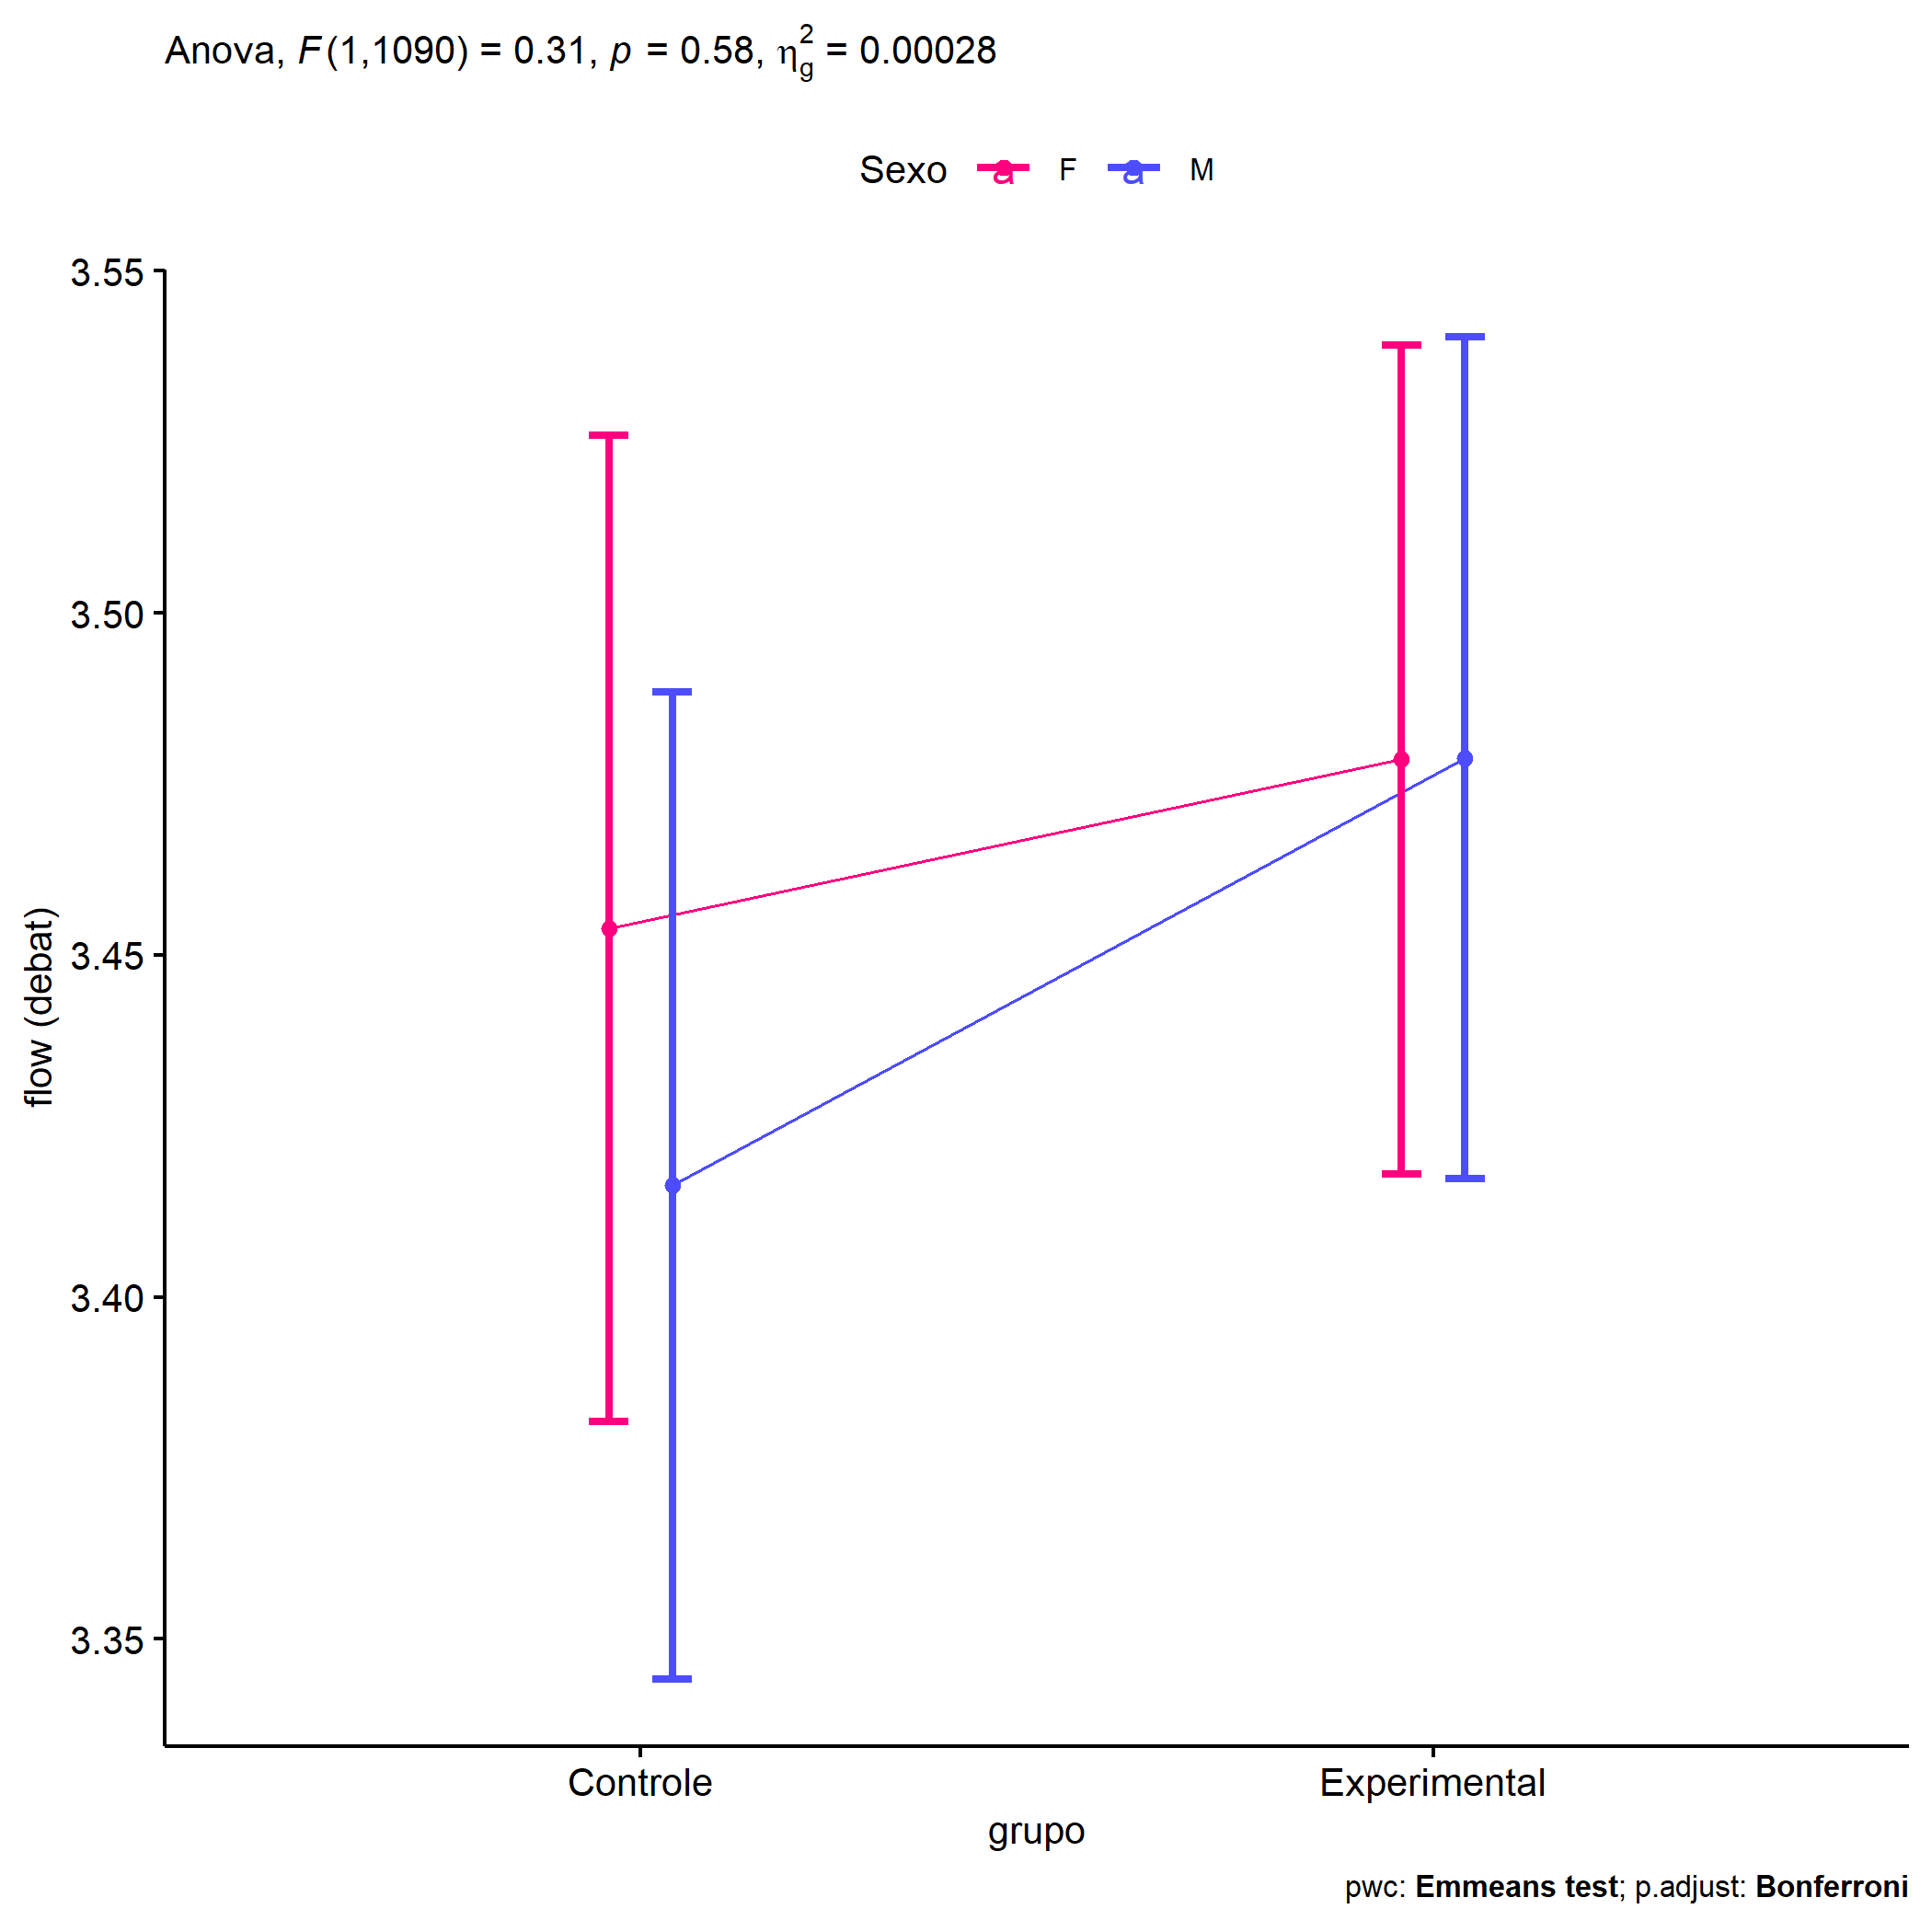 Anova, F(1,1090) = 0.31, p = 0.58, η²g = 0.00028
Sexo a F a M
3.55
3.50
3.45
3.40
3.35
flow (debat)
Controle Experimental
grupo
pwc: Emmeans test; p.adjust: Bonferroni